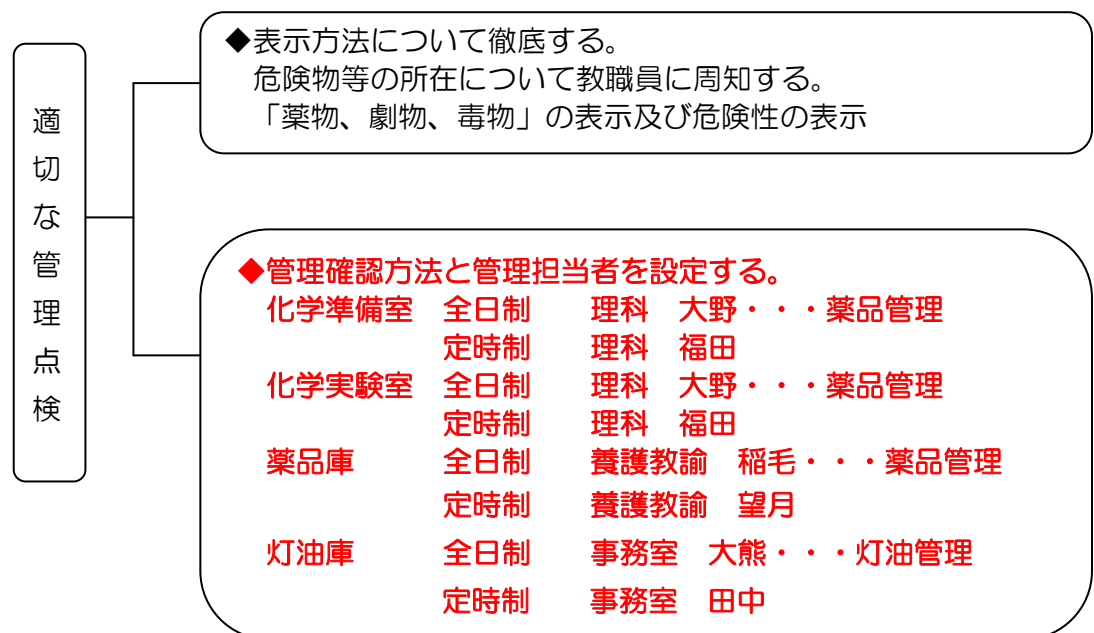 適切な管理点検
◆表示方法について徹底する。
危険物等の所在について教職員に周知する。
「薬物、劇物、毒物」の表示及び危険性の表示
◆管理確認方法と管理担当者を設定する。
化学準備室　全日制　　理科　大野・・・薬品管理
定時制　　理科　福田
化学実験室　全日制　　理科　大野・・・薬品管理
定時制　　理科　福田
薬品庫　　　全日制　　養護教諭　稲毛・・・薬品管理
定時制　　養護教諭　望月
灯油庫　　　全日制　　事務室　大熊・・・灯油管理
定時制　　事務室　田中